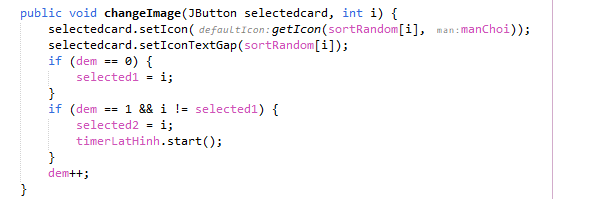 public void changeImage(JButton selectedcard, int i) {
    selectedcard.setIcon( defaultIcon: getIcon(sortRandom[i], man: manChoi));
    selectedcard.setIconTextGap(sortRandom[i]);
    if (dem == 0) {
        selected1 = i;
    }
    if (dem == 1 && i != selected1) {
        selected2 = i;
        timerLatHinh.start();
    }
    dem++;
}